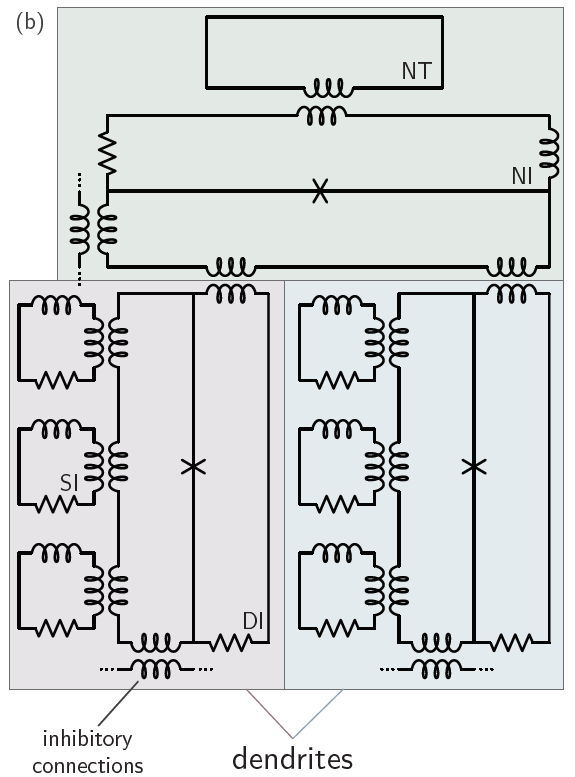 (b)
NT
NI
SI
DI
inhibitory
connections
dendrites